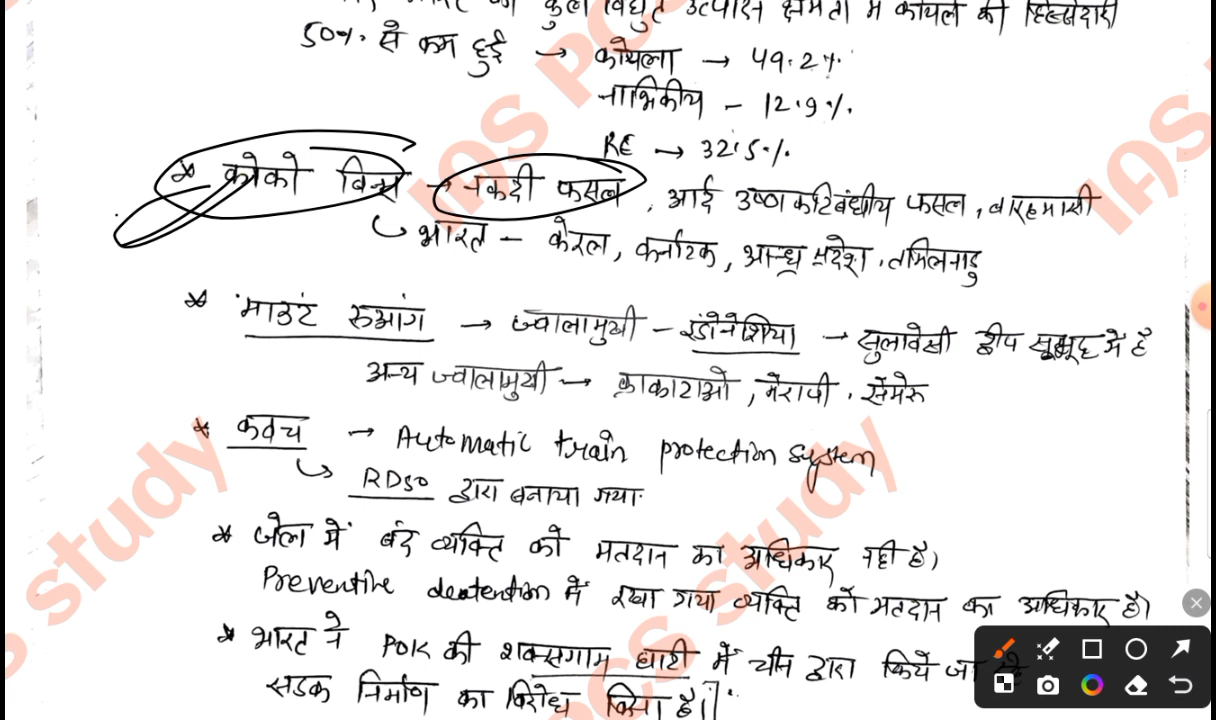 भारत की कुल विद्युत उत्पादन क्षमता में कोयले की हिस्सेदारी
50%. से कम हुई → कोयला → 49.2%
नाभिकीय - 12.9%.
RE → 32.5%.
* कोको बिन्स → नकदी फसल, आर्द्र उष्णकटिबंधीय फसल, बारहमासी
↳ भारत - केरल, कर्नाटक, आन्ध्र प्रदेश, तमिलनाडु
* माउंट रुआंग → ज्वालामुखी - इंडोनेशिया → सुलावेसी द्वीप समूह में है
अन्य ज्वालामुखी → क्राकाटाओ, मेरापी, सेमेरू
* कवच → Automatic train protection system
↳ RDSO द्वारा बनाया गया
* जेल में बंद व्यक्ति को मतदान का अधिकार नही है।
Preventive detention में रखा गया व्यक्ति को मतदान का अधिकार है।
* भारत ने POK की शक्सगाम घाटी में चीन द्वारा किये जा रहे
सड़क निर्माण का विरोध किया है।
IAS PCS study